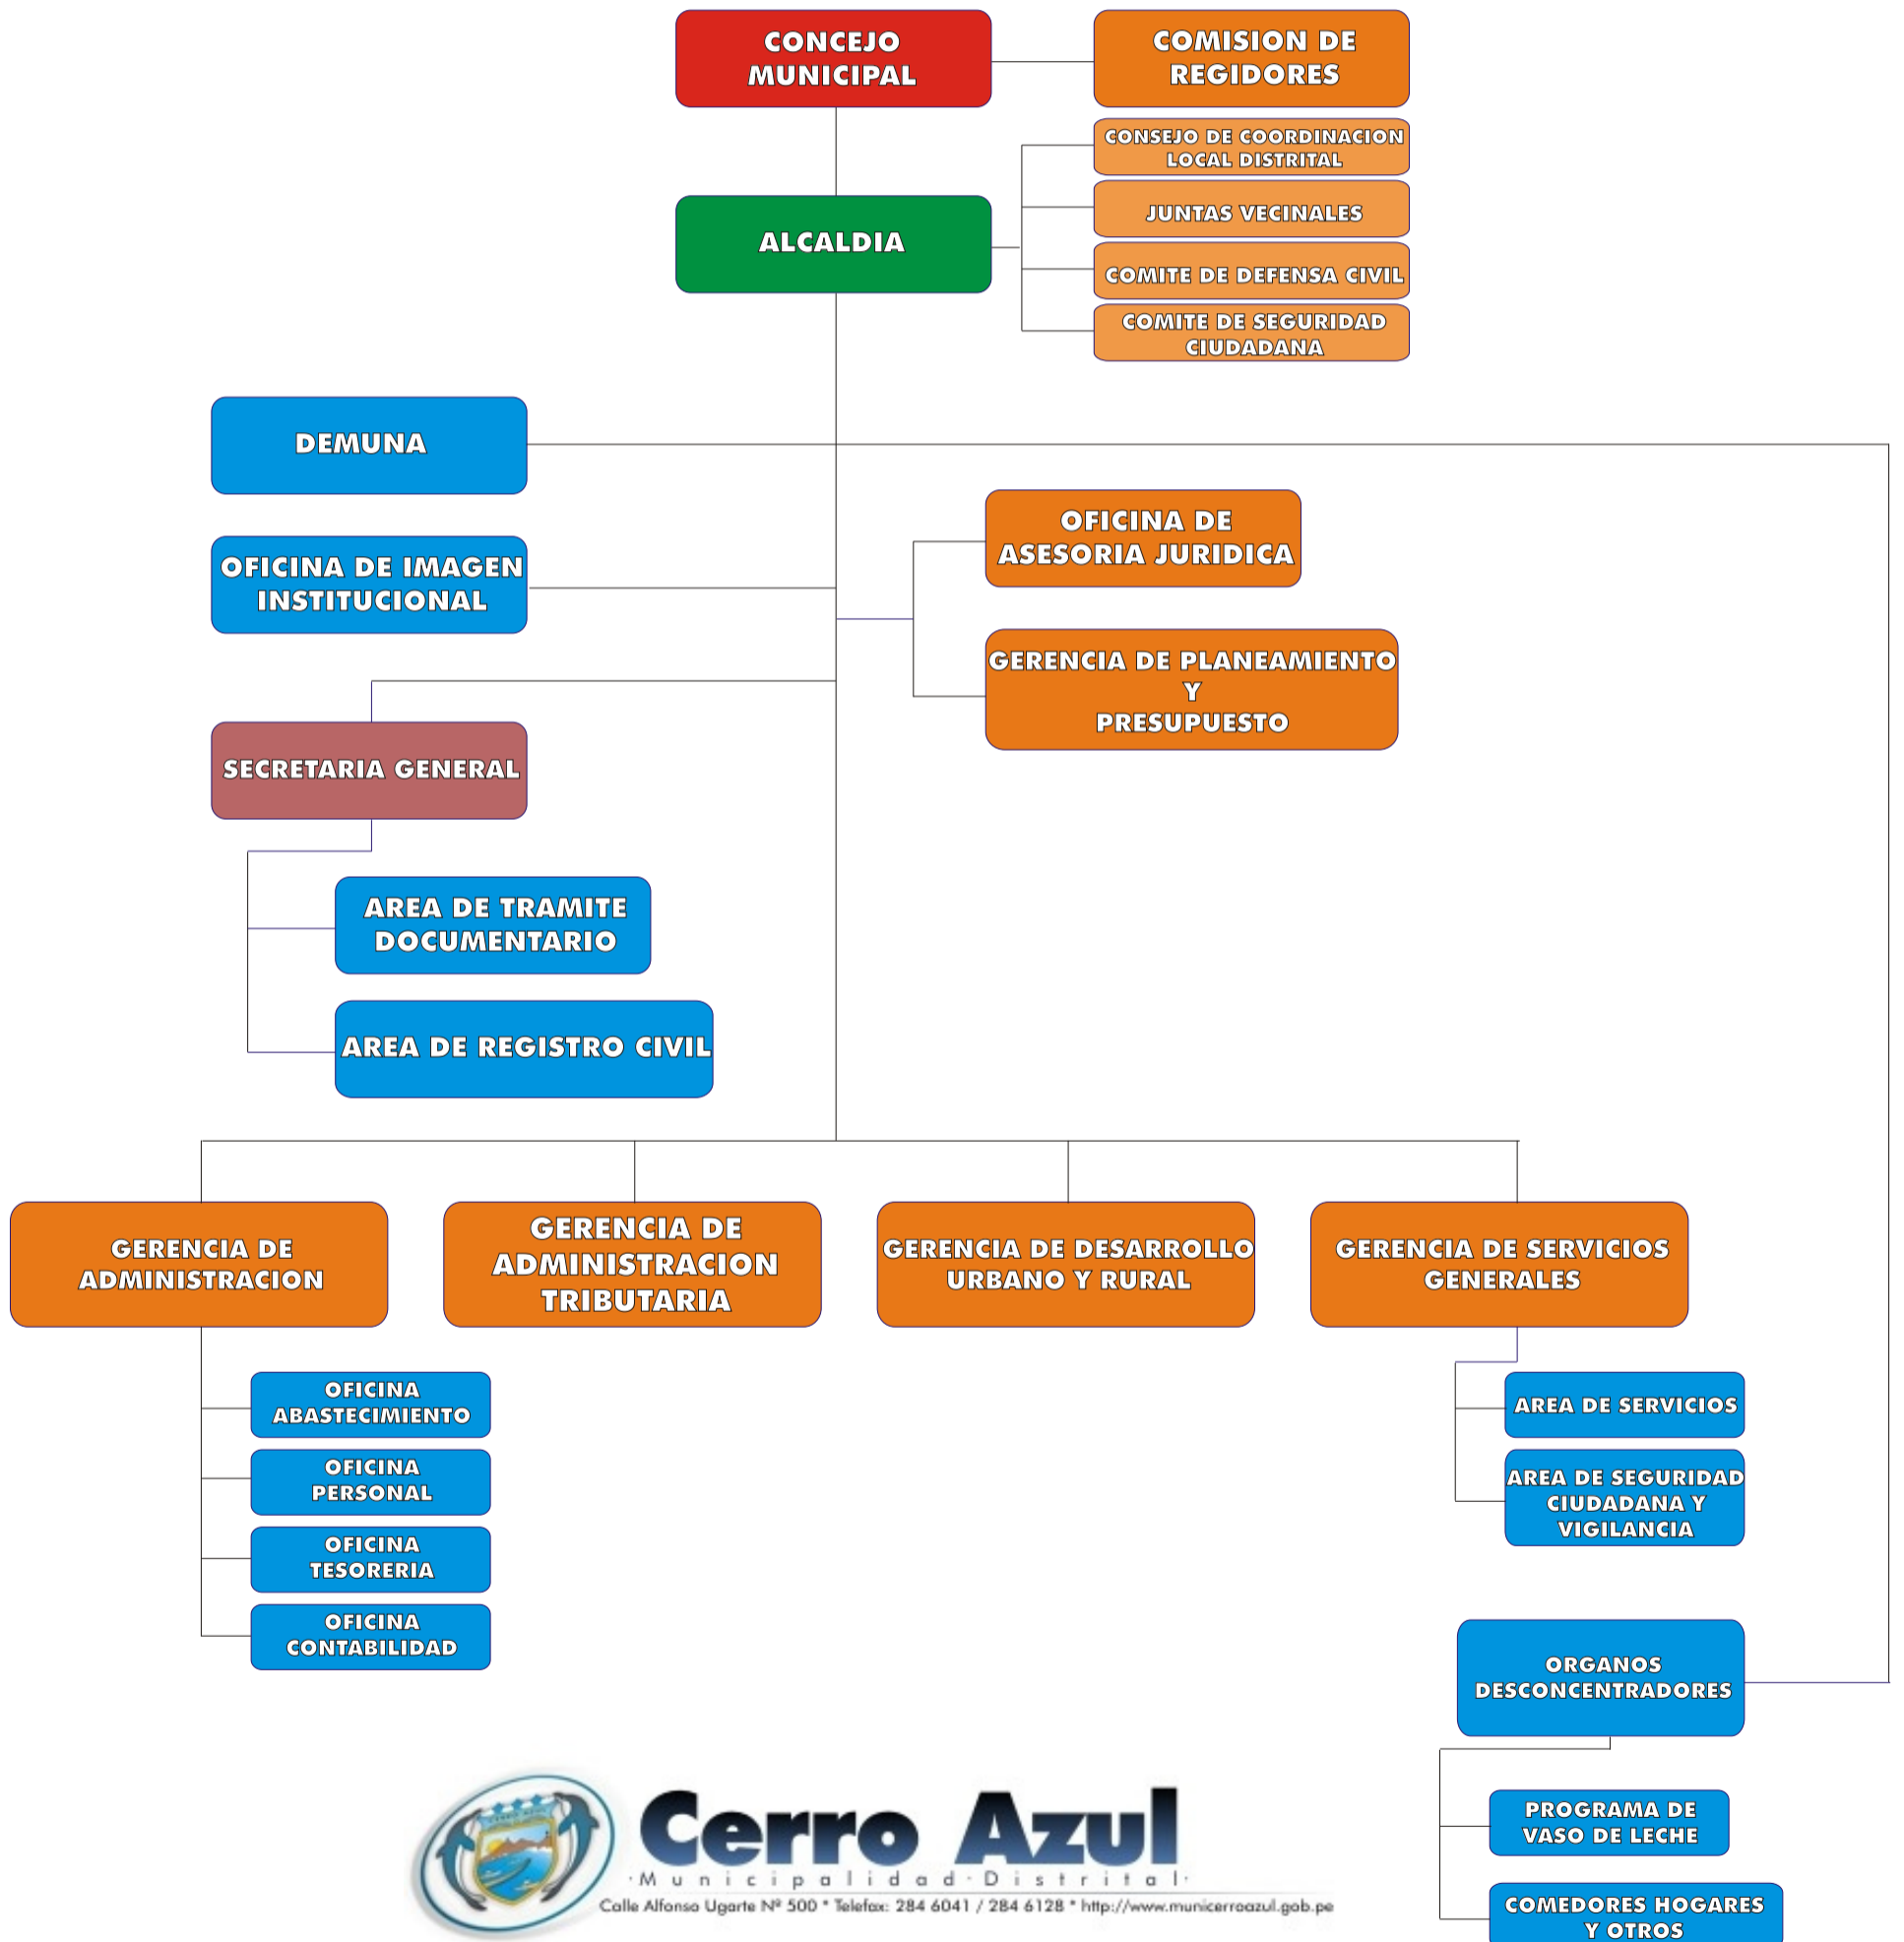 CONCEJO
MUNICIPAL
COMISION DE
REGIDORES
CONSEJO DE COORDINACION
LOCAL DISTRITAL
JUNTAS VECINALES
ALCALDIA
COMITE DE DEFENSA CIVIL
COMITE DE SEGURIDAD
CIUDADANA
DEMUNA
OFICINA DE
ASESORIA JURIDICA
OFICINA DE IMAGEN
INSTITUCIONAL
GERENCIA DE PLANEAMIENTO
Y
PRESUPUESTO
SECRETARIA GENERAL
AREA DE TRAMITE
DOCUMENTARIO
AREA DE REGISTRO CIVIL
GERENCIA DE
ADMINISTRACION
GERENCIA DE
ADMINISTRACION
TRIBUTARIA
GERENCIA DE DESARROLLO
URBANO Y RURAL
GERENCIA DE SERVICIOS
GENERALES
OFICINA
ABASTECIMIENTO
OFICINA
PERSONAL
OFICINA
TESORERIA
OFICINA
CONTABILIDAD
AREA DE SERVICIOS
AREA DE SEGURIDAD
CIUDADANA Y
VIGILANCIA
ORGANOS
DESCONCENTRADORES
PROGRAMA DE
VASO DE LECHE
COMEDORES HOGARES
Y OTROS
CERRO AZUL
Cerro Azul
·Municipalidad·Distrital·
Calle Alfonso Ugarte Nº 500 * Telefax: 284 6041 / 284 6128 * http://www.municerroazul.gob.pe